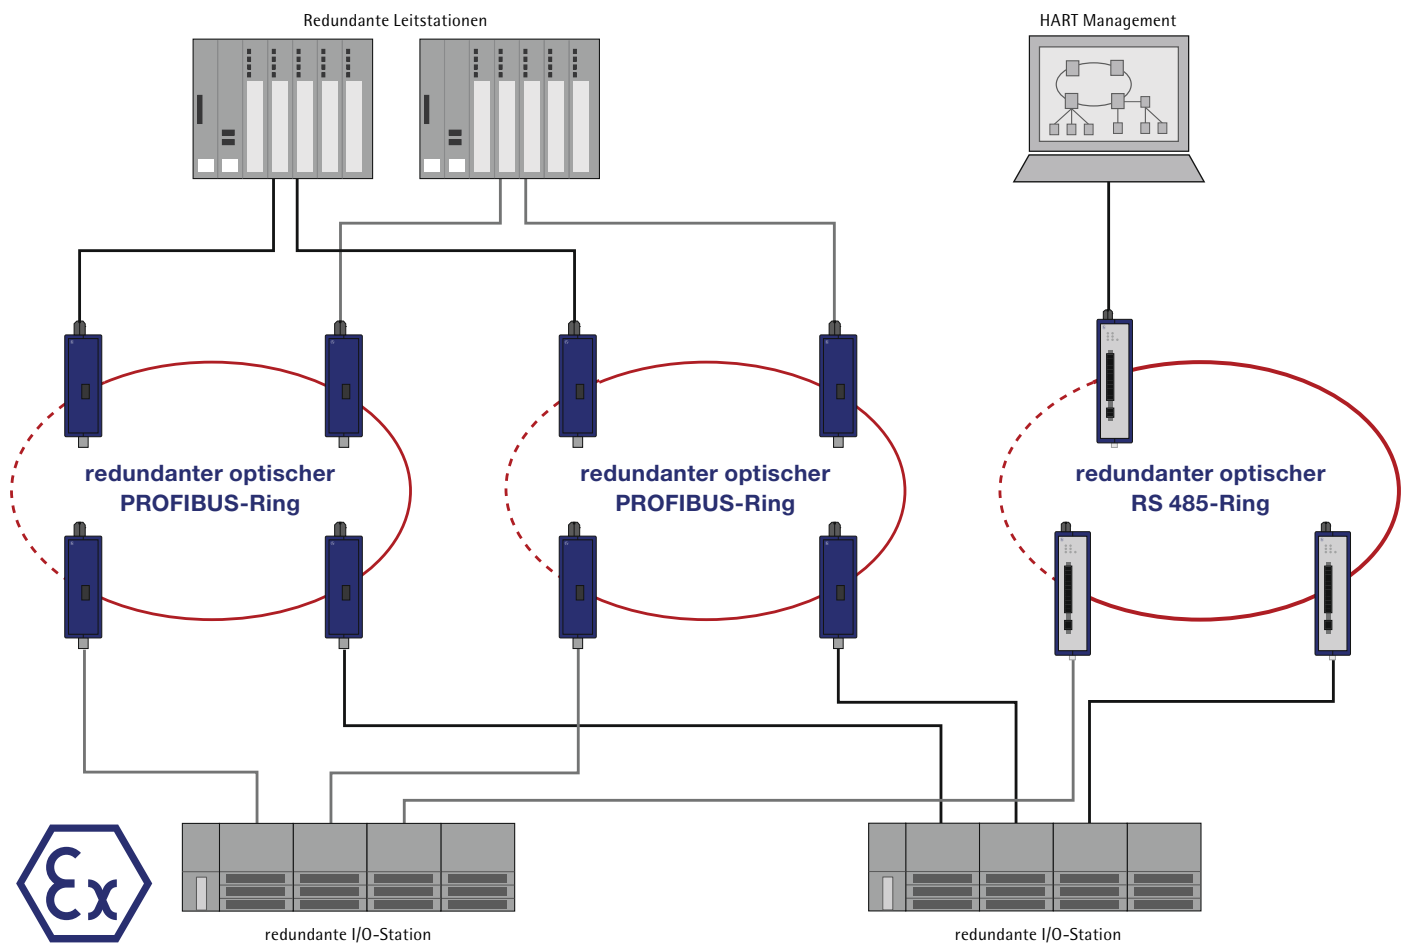 Redundante Leitstationen
HART Management
redundanter optischer
PROFIBUS-Ring
redundanter optischer
PROFIBUS-Ring
redundanter optischer
RS 485-Ring
Ex
redundante I/O-Station
redundante I/O-Station